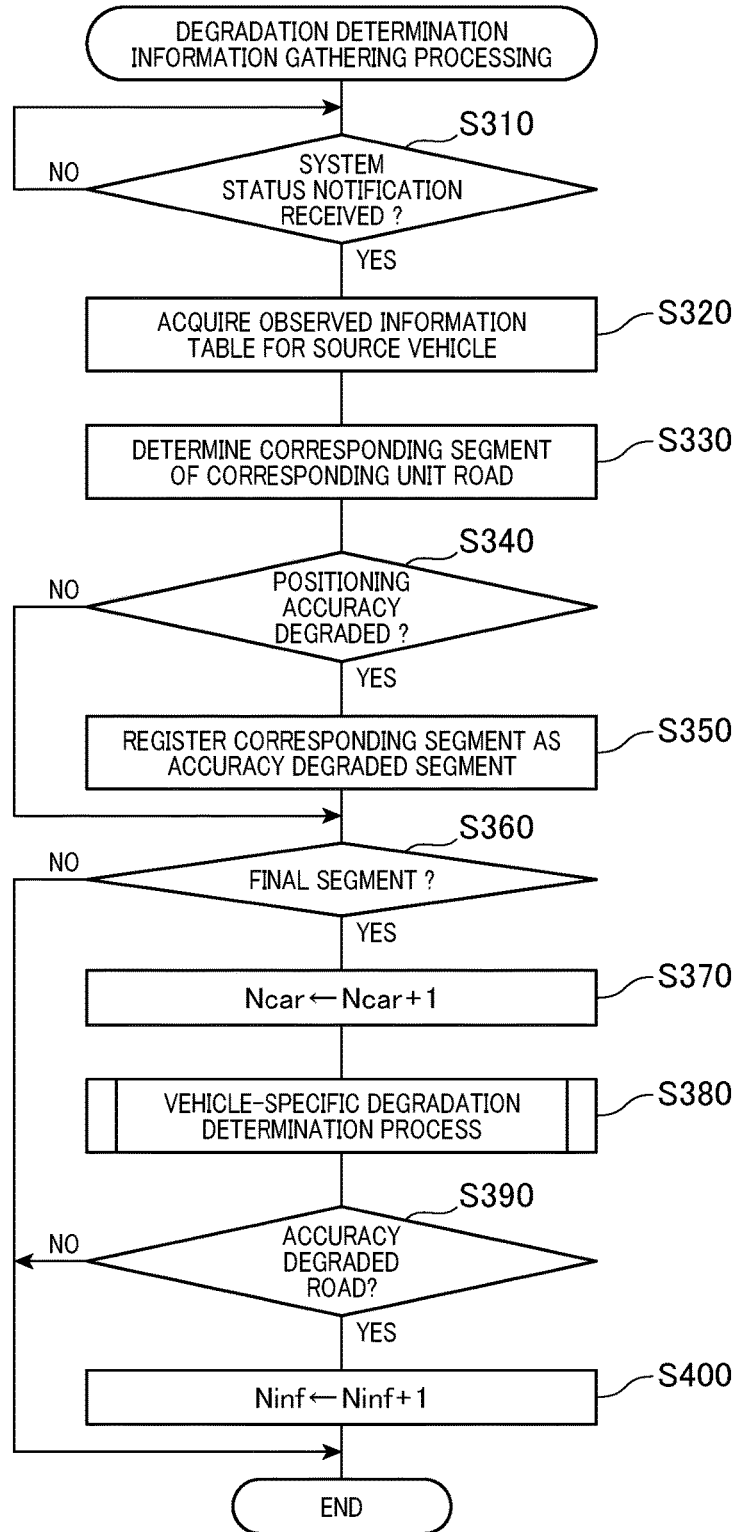 DEGRADATION DETERMINATION
INFORMATION GATHERING PROCESSING
S310
NO
SYSTEM
STATUS NOTIFICATION
RECEIVED ?
YES
S320
ACQUIRE OBSERVED INFORMATION
TABLE FOR SOURCE VEHICLE
S330
DETERMINE CORRESPONDING SEGMENT
OF CORRESPONDING UNIT ROAD
S340
NO
POSITIONING
ACCURACY
DEGRADED ?
YES
S350
REGISTER CORRESPONDING SEGMENT AS
ACCURACY DEGRADED SEGMENT
S360
NO
FINAL SEGMENT ?
YES
S370
Ncar←Ncar+1
S380
VEHICLE-SPECIFIC DEGRADATION
DETERMINATION PROCESS
S390
NO
ACCURACY
DEGRADED
ROAD?
YES
S400
Ninf←Ninf+1
END